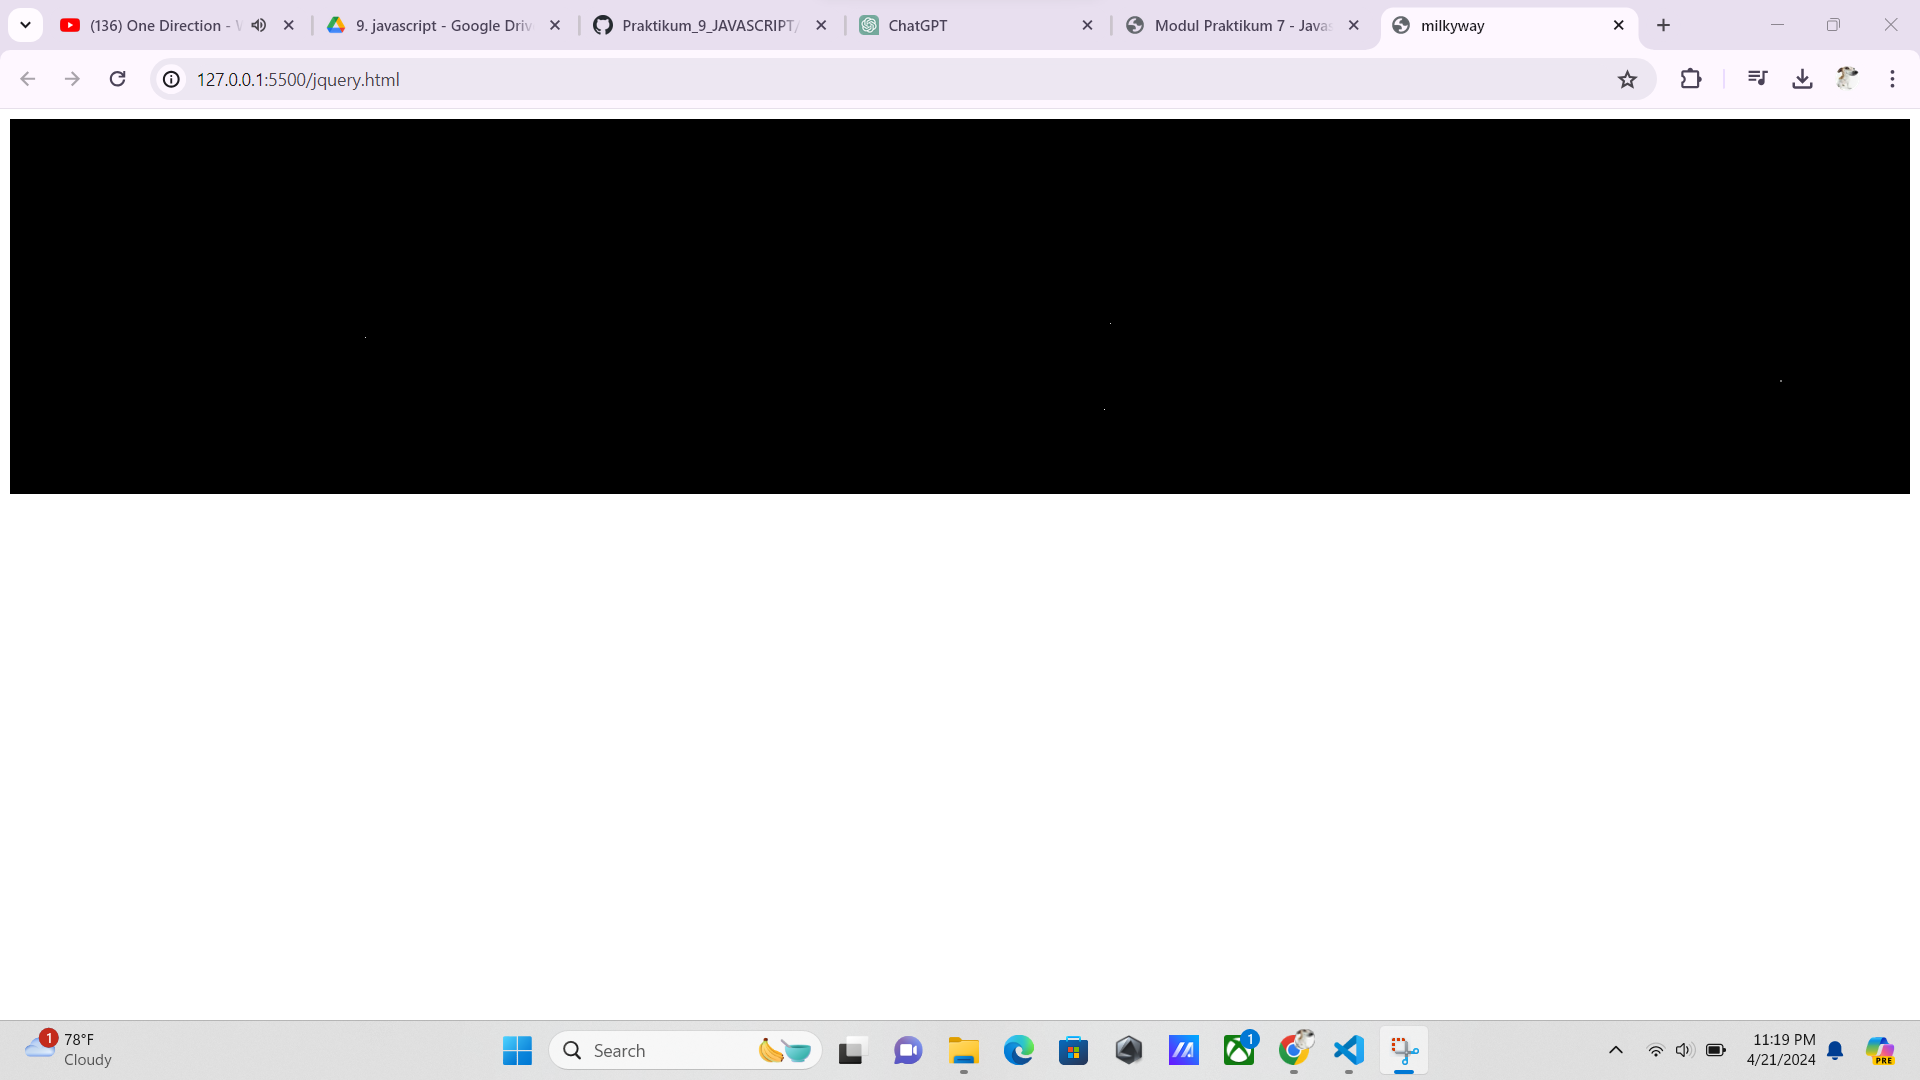 (136) One Direction -
9. javascript - Google Driv
Praktikum_9_JAVASCRIPT/
ChatGPT
Modul Praktikum 7 - Javas
milkyway
127.0.0.1:5500/jquery.html
1
78°F
Cloudy
Search
1
PRE
11:19 PM
4/21/2024